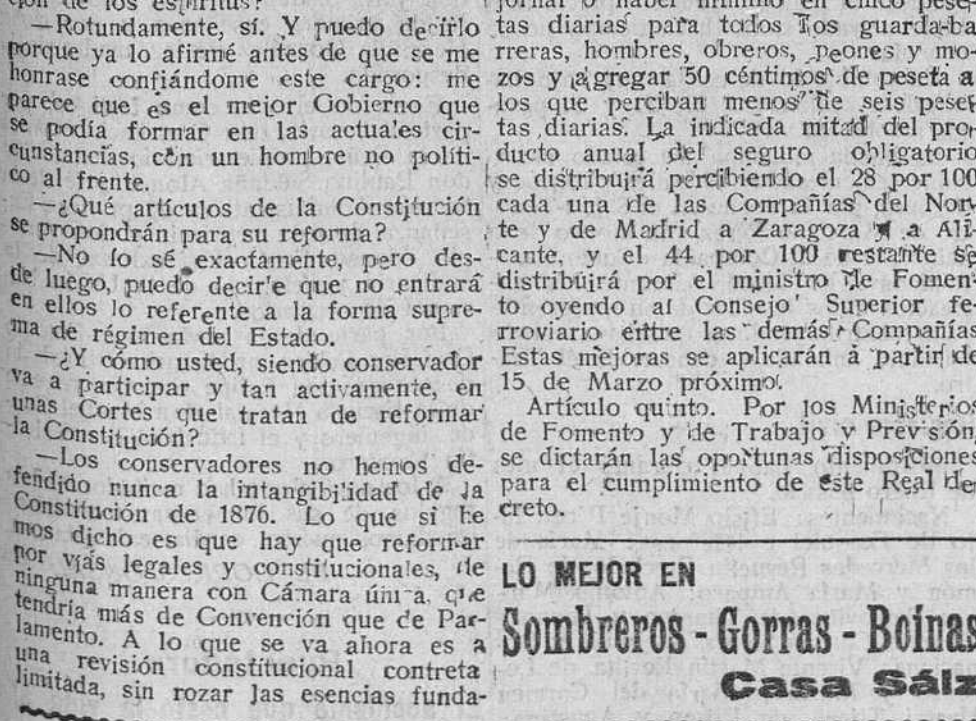 ción de los espíritus?
—Rotundamente, sí. Y puedo decirlo
porque ya lo afirmé antes de que se me
honrase confiándome este cargo: me
parece que es el mejor Gobierno que
se podía formar en las actuales cir-
cunstancias, con un hombre no políti-
co al frente.
—¿Qué artículos de la Constitución
se propondrán para su reforma?
—No lo sé exactamente, pero des-
de luego, puedo decir'e que no entrará
en ellos lo referente a la forma supre-
ma de régimen del Estado.
—¿Y cómo usted, siendo conservador
va a participar y tan activamente, en
unas Cortes que tratan de reformar
la Constitución?
—Los conservadores no hemos de-
fendido nunca la intangibilidad de la
Constitución de 1876. Lo que si he
mos dicho es que hay que reformar
por vías legales y constitucionales, de
ninguna manera con Cámara única, que
tendría más de Convención que de Par-
lamento. A lo que se va ahora es a
una revisión constitucional contreta
limitada, sin rozar las esencias funda-
jornal o haber mínimo en cinco pese-
tas diarias para todos los guarda-ba
rreras, hombres, obreros, peones y mo-
zos y agregar 50 céntimos de peseta a
los que perciban menos de seis pese-
tas diarias. La indicada mitad del pro-
ducto anual del seguro obligatorio
se distribuirá percibiendo el 28 por 100
cada una de las Compañías del Nor-
te y de Madrid a Zaragoza y a Ali-
cante, y el 44 por 100 restante se
distribuirá por el ministro de Fomen-
to oyendo al Consejo Superior fe-
rroviario entre las demás Compañías
Estas mejoras se aplicarán a partir de
15 de Marzo próximo.
Artículo quinto. Por los Ministerios
de Fomento y de Trabajo y Previsión,
se dictarán las oportunas disposiciones
para el cumplimiento de este Real de-
creto.
LO MEJOR EN
Sombreros - Gorras - Boinas
Casa Sáiz